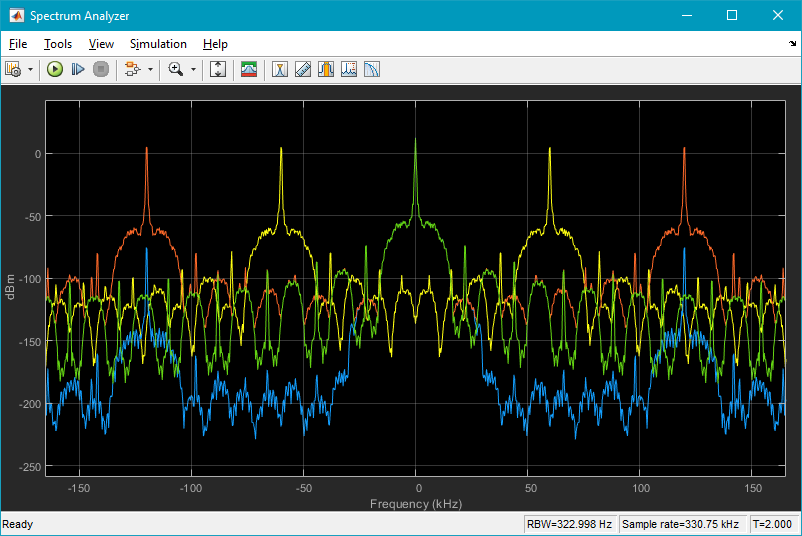 Spectrum Analyzer
File Tools View Simulation Help
0
-50
-100
-150
-200
-250
dBm
-150 -100 -50 0 50 100 150
Frequency (kHz)
Ready RBW=322.998 Hz Sample rate=330.75 kHz T=2.000